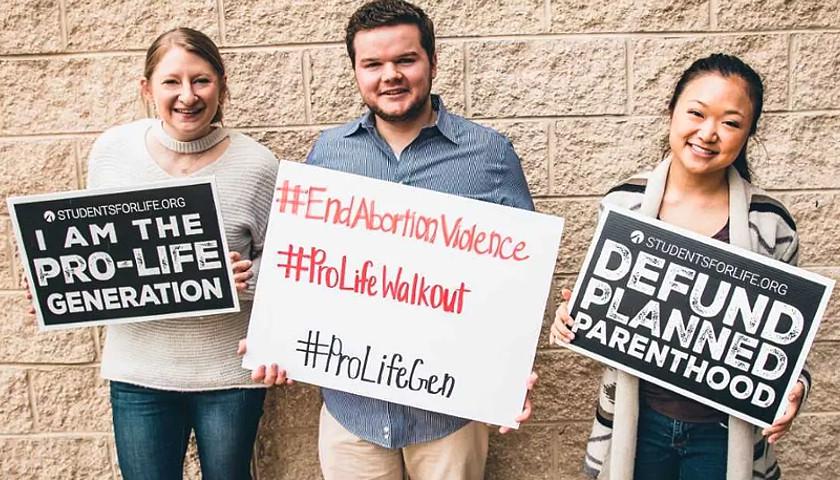 STUDENTSFORLIFE.ORG
I AM THE
PRO-LIFE
GENERATION
#EndAbortionViolence
#ProLifeWalkout
#ProLifeGen
STUDENTSFORLIFE.ORG
DEFUND
PLANNED
PARENTHOOD